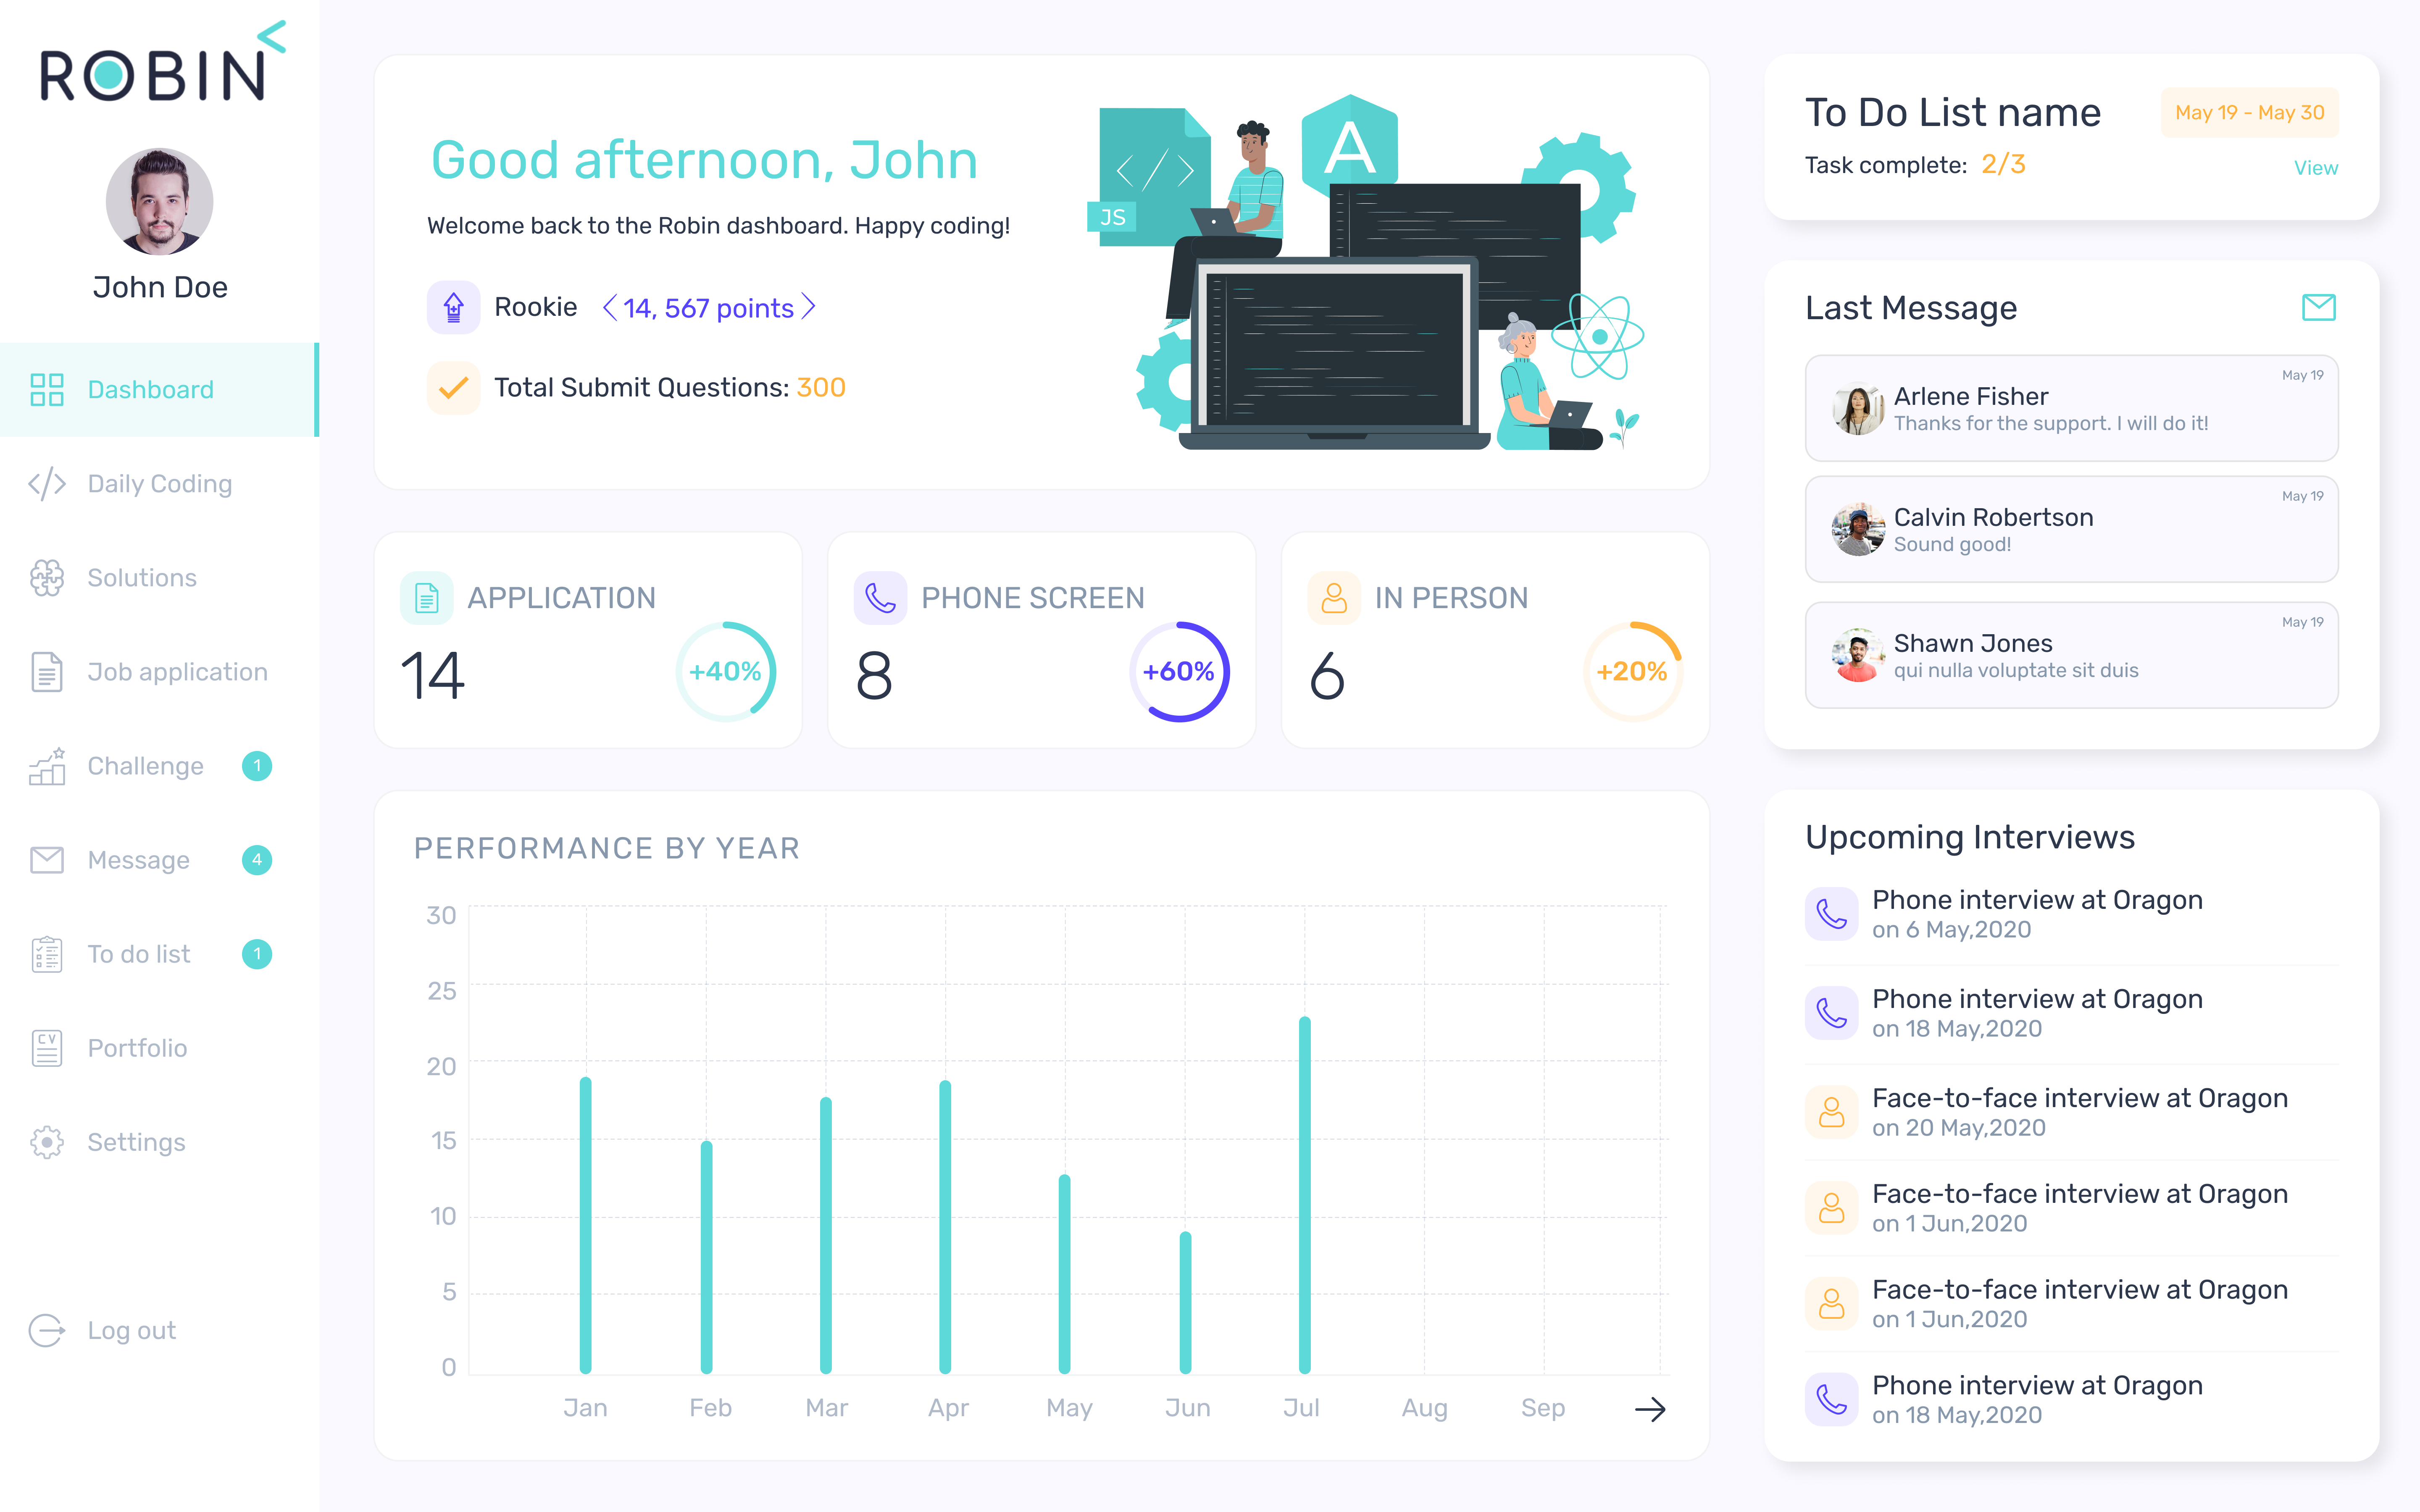 ROBIN
John Doe
Dashboard
Daily Coding
Solutions
Job application
Challenge 1
Message 4
To do list 1
CV
Portfolio
Settings
Log out
Good afternoon, John
Welcome back to the Robin dashboard. Happy coding!
Rookie 〈 14, 567 points 〉
Total Submit Questions: 300
</>
JS
A
APPLICATION
14
+40%
PHONE SCREEN
8
+60%
IN PERSON
6
+20%
PERFORMANCE BY YEAR
30
25
20
15
10
5
0
Jan Feb Mar Apr May Jun Jul Aug Sep
To Do List name
May 19 - May 30
Task complete: 2/3
View
Last Message
May 19
Arlene Fisher
Thanks for the support. I will do it!
May 19
Calvin Robertson
Sound good!
May 19
Shawn Jones
qui nulla voluptate sit duis
Upcoming Interviews
Phone interview at Oragon
on 6 May,2020
Phone interview at Oragon
on 18 May,2020
Face-to-face interview at Oragon
on 20 May,2020
Face-to-face interview at Oragon
on 1 Jun,2020
Face-to-face interview at Oragon
on 1 Jun,2020
Phone interview at Oragon
on 18 May,2020